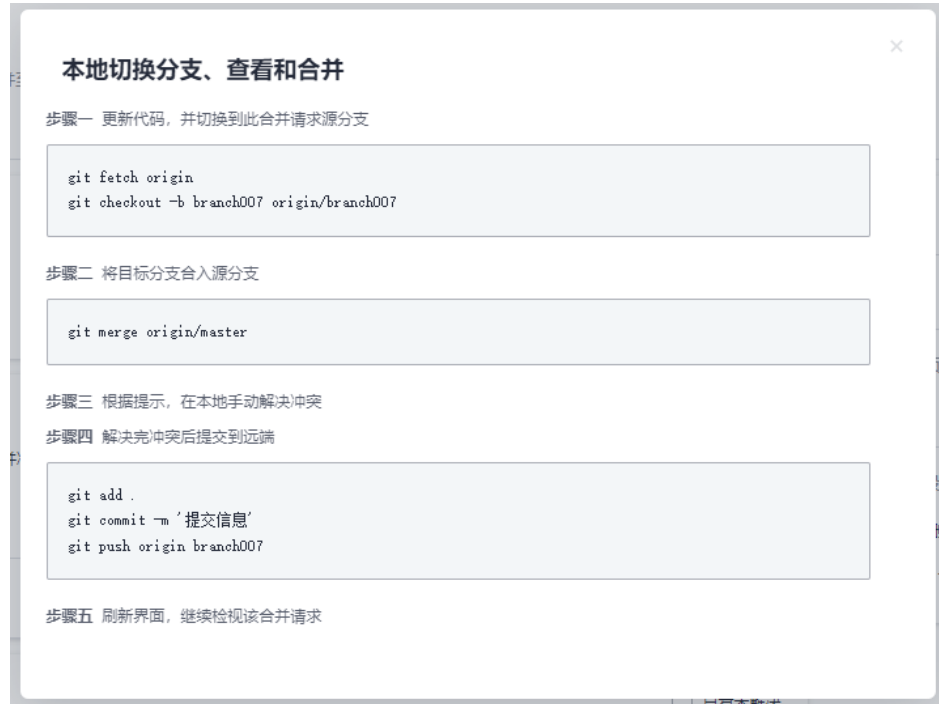 本地切换分支、查看和合并
步骤一 更新代码，并切换到此合并请求源分支
git fetch origin
git checkout -b branch007 origin/branch007
步骤二 将目标分支合入源分支
git merge origin/master
步骤三 根据提示，在本地手动解决冲突
步骤四 解决完冲突后提交到远端
git add .
git commit -m '提交信息'
git push origin branch007
步骤五 刷新界面，继续检视该合并请求